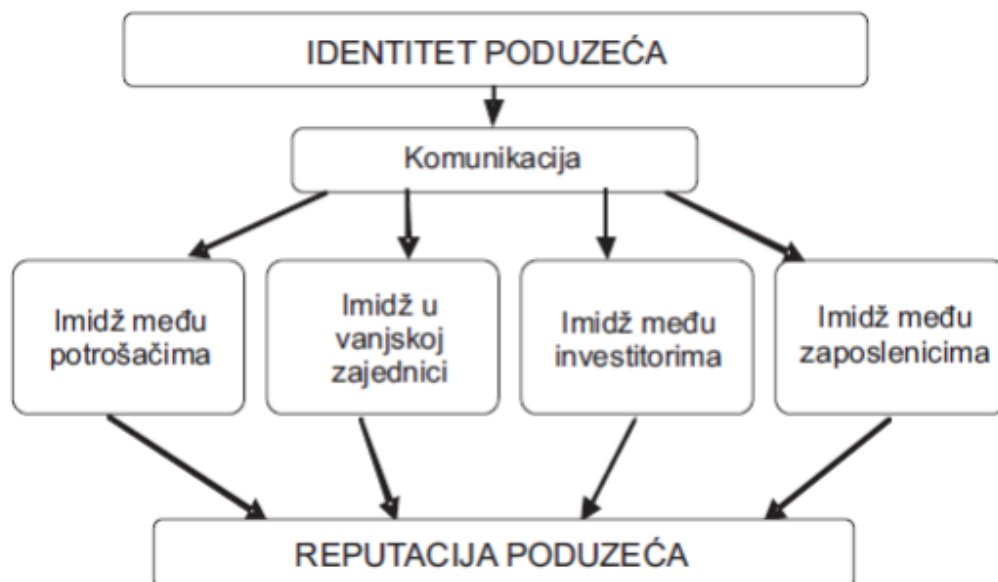 IDENTITET PODUZEĆA
Komunikacija
Imidž među
potrošačima
Imidž u
vanjskoj
zajednici
Imidž među
investitorima
Imidž među
zaposlenicima
REPUTACIJA PODUZEĆA